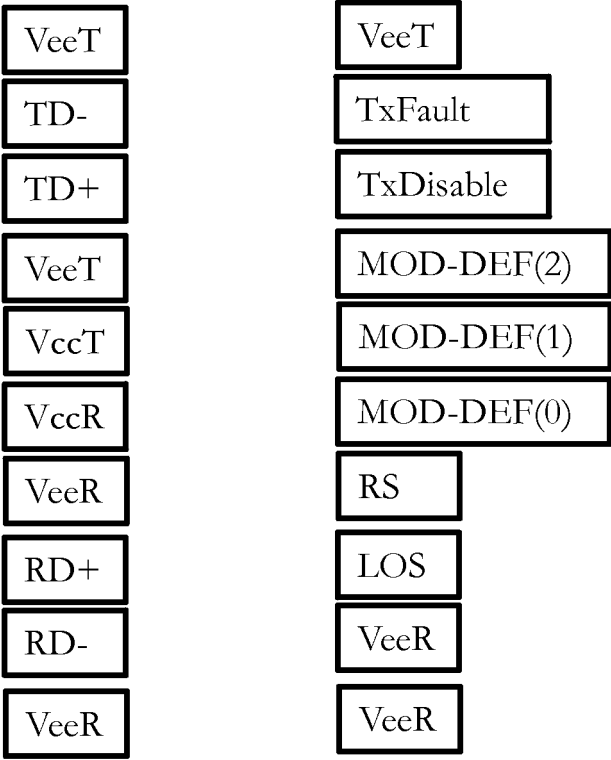 VeeT
TD-
TD+
VeeT
VccT
VccR
VeeR
RD+
RD-
VeeR
VeeT
TxFault
TxDisable
MOD-DEF(2)
MOD-DEF(1)
MOD-DEF(0)
RS
LOS
VeeR
VeeR